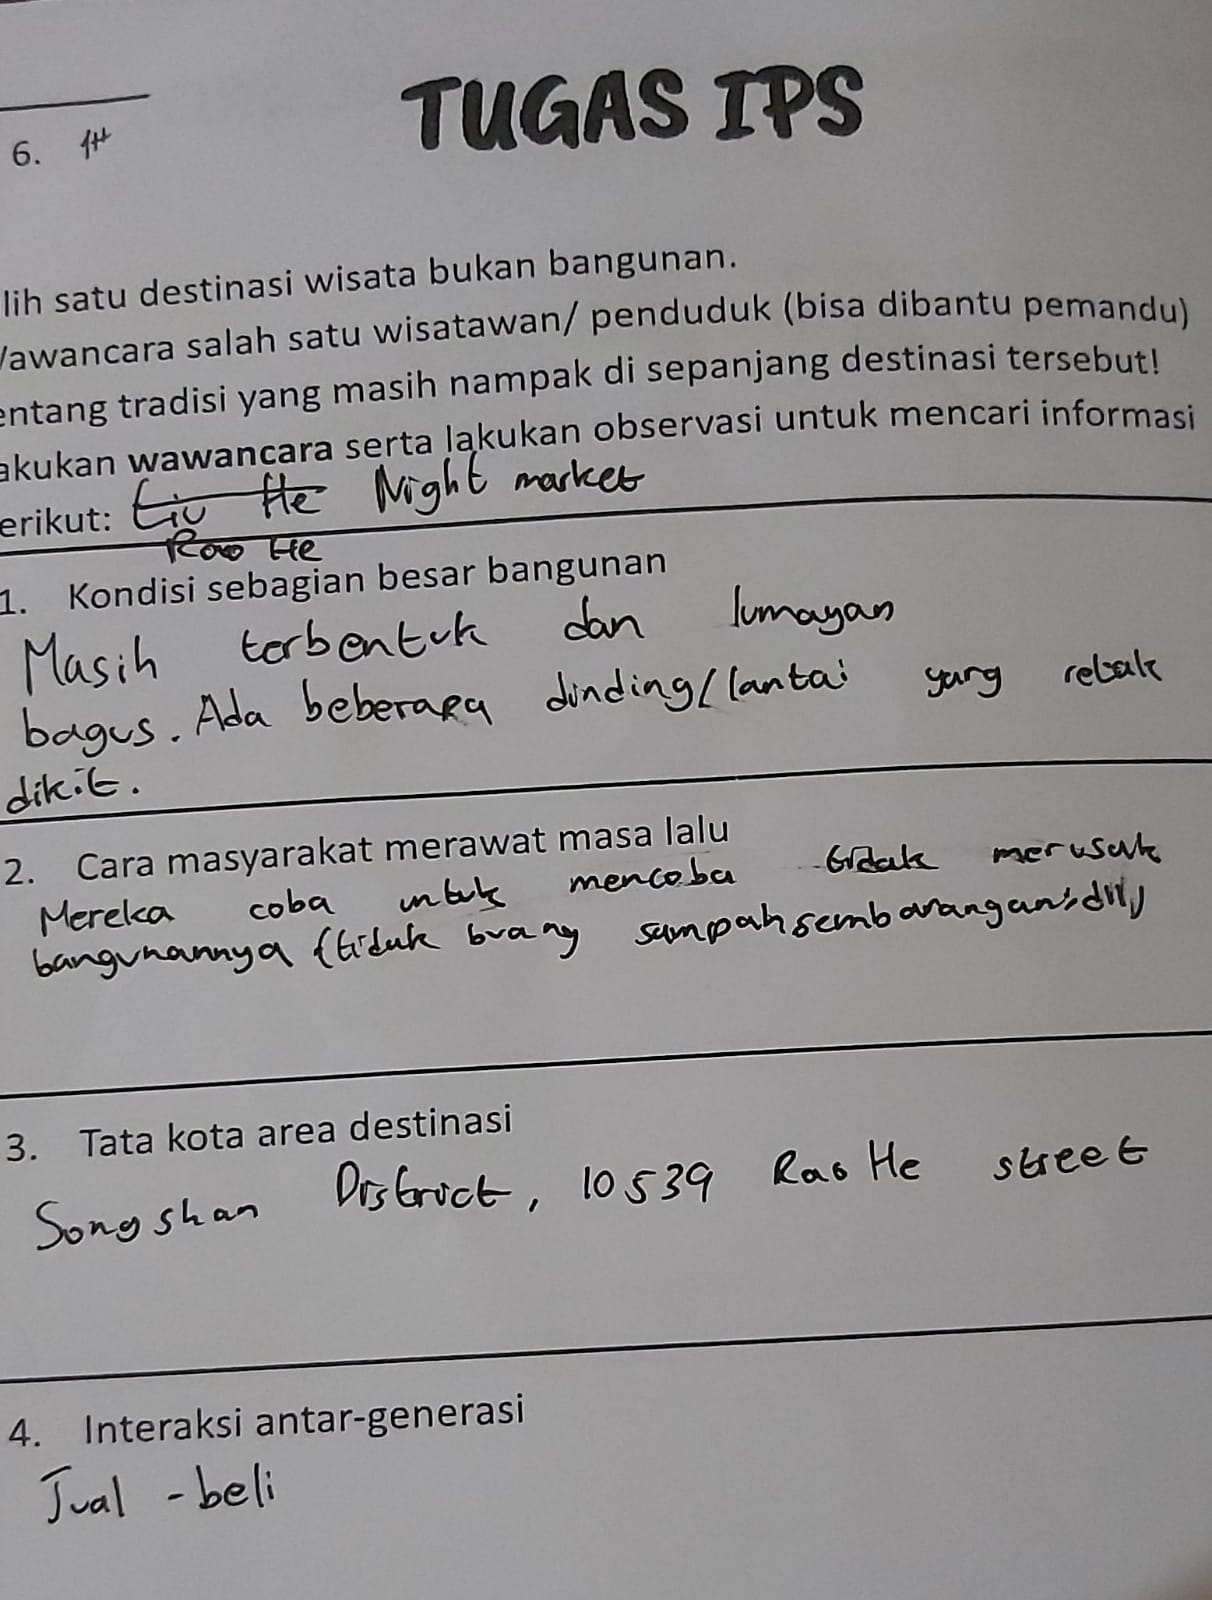 TUGAS IPS
6.
lih satu destinasi wisata bukan bangunan.
awancara salah satu wisatawan/ penduduk (bisa dibantu pemandu)
entang tradisi yang masih nampak di sepanjang destinasi tersebut!
akukan wawancara serta lakukan observasi untuk mencari informasi
erikut: Liu He Night market
Rao He
1. Kondisi sebagian besar bangunan
Masih terbentuk dan lumayan
bagus. Ada beberapa dinding/lantai yang rebak
dikit.
2. Cara masyarakat merawat masa lalu
Mereka coba untuk mencoba tidak merusak
bangunannya (tidak buang sampah sembarangan, dll)
3. Tata kota area destinasi
Songshan District, 10539 Rao He street
4. Interaksi antar-generasi
Jual - beli